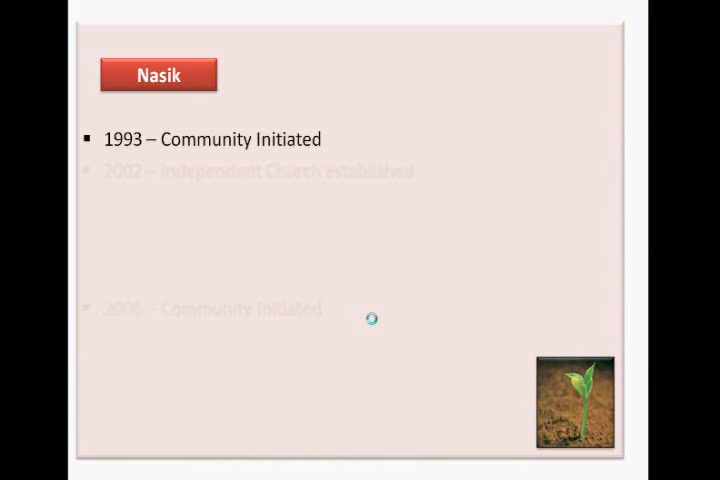 Nasik
▪ 1993 – Community Initiated
▪ 2002 – Independent Church established
▪ 2006 - Community Initiated